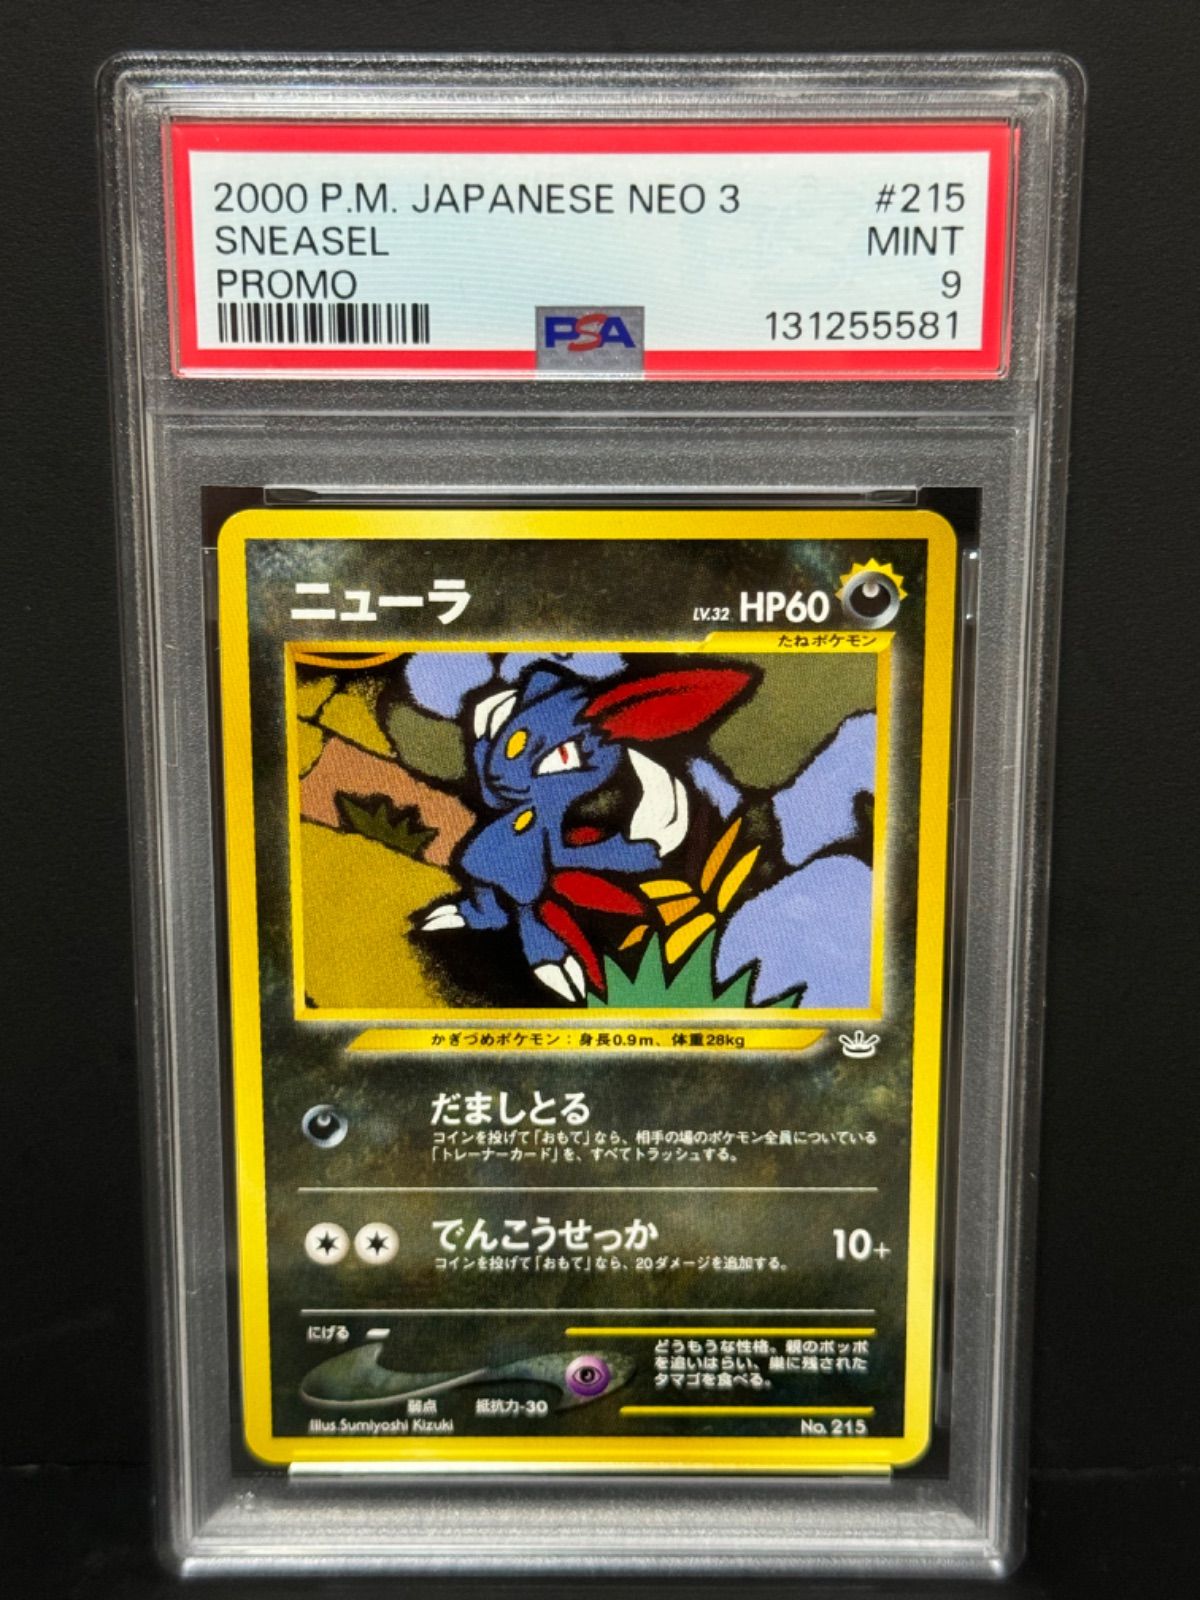 2000 P.M. JAPANESE NEO 3 #215
SNEASEL MINT
PROMO 9
PSA 131255581
ニューラ LV.32 HP60
たねポケモン
かぎづめポケモン：身長0.9m、体重28kg
だましとる
コインを投げて「おもて」なら、相手の場のポケモン全員についている
「トレーナーカード」を、すべてトラッシュする。
でんこうせっか 10+
コインを投げて「おもて」なら、20ダメージを追加する。
にげる
どうもうな性格。親のポッポ
を追いはらい、巣に残された
タマゴを食べる。
弱点 抵抗力-30
Illus.Sumiyoshi Kizuki No. 215